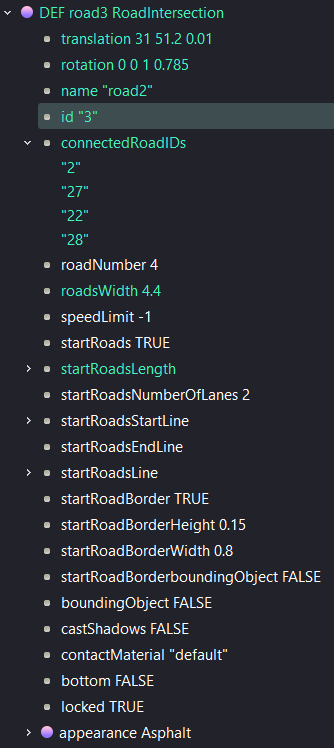 DEF road3 RoadIntersection
translation 31 51.2 0.01
rotation 0 0 1 0.785
name "road2"
id "3"
connectedRoadIDs
"2"
"27"
"22"
"28"
roadNumber 4
roadsWidth 4.4
speedLimit -1
startRoads TRUE
startRoadsLength
startRoadsNumberOfLanes 2
startRoadsStartLine
startRoadsEndLine
startRoadsLine
startRoadBorder TRUE
startRoadBorderHeight 0.15
startRoadBorderWidth 0.8
startRoadBorderboundingObject FALSE
boundingObject FALSE
castShadows FALSE
contactMaterial "default"
bottom FALSE
locked TRUE
appearance Asphalt